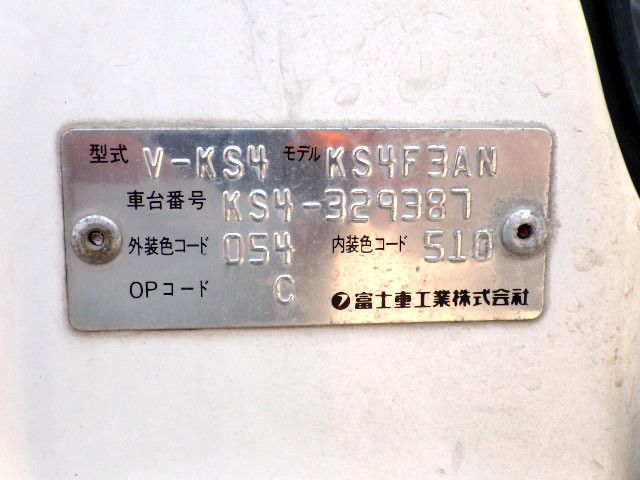 型式 V-KS4 モデル KS4F3AN
車台番号 KS4-329387
外装色コード 054 内装色コード 510
OPコード C
フ富士重工業株式会社